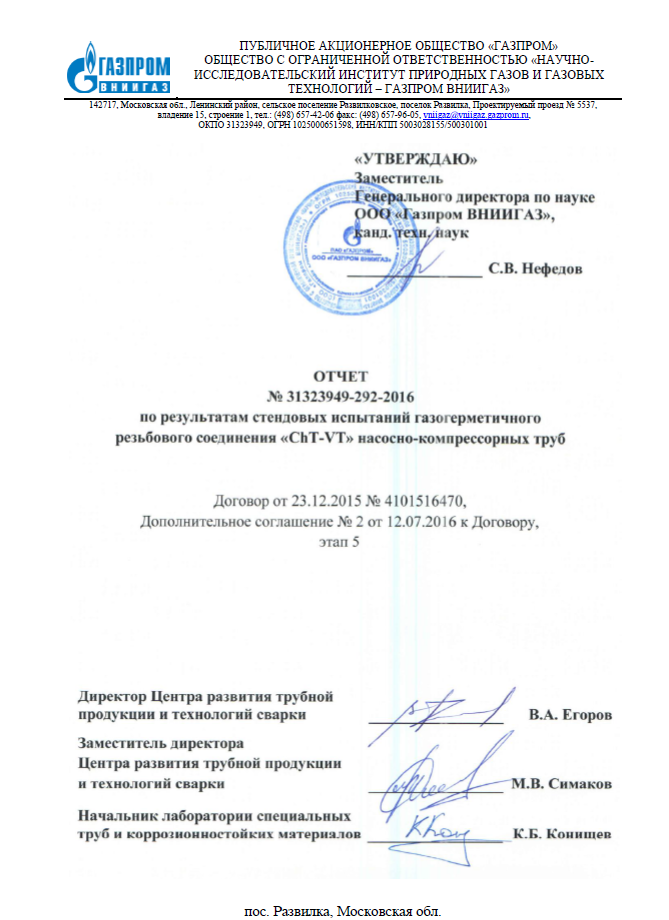 ГАЗПРОМ
ВНИИГАЗ
ПУБЛИЧНОЕ АКЦИОНЕРНОЕ ОБЩЕСТВО «ГАЗПРОМ»
ОБЩЕСТВО С ОГРАНИЧЕННОЙ ОТВЕТСТВЕННОСТЬЮ «НАУЧНО-
ИССЛЕДОВАТЕЛЬСКИЙ ИНСТИТУТ ПРИРОДНЫХ ГАЗОВ И ГАЗОВЫХ
ТЕХНОЛОГИЙ – ГАЗПРОМ ВНИИГАЗ»
142717, Московская обл., Ленинский район, сельское поселение Развилковское, поселок Развилка, Проектируемый проезд № 5537,
владение 15, строение 1, тел.: (498) 657-42-06 факс: (498) 657-96-05, vniigaz@vniigaz.gazprom.ru,
ОКПО 31323949, ОГРН 1025000651598, ИНН/КПП 5003028155/500301001
«УТВЕРЖДАЮ»
Заместитель
Генерального директора по науке
ООО «Газпром ВНИИГАЗ»,
канд. техн. наук
ПАО «ГАЗПРОМ»
ООО «ГАЗПРОМ ВНИИГАЗ»
С.В. Нефедов
ОТЧЕТ
№ 31323949-292-2016
по результатам стендовых испытаний газогерметичного
резьбового соединения «ChT-VT» насосно-компрессорных труб
Договор от 23.12.2015 № 4101516470,
Дополнительное соглашение № 2 от 12.07.2016 к Договору,
этап 5
Директор Центра развития трубной
продукции и технологий сварки В.А. Егоров
Заместитель директора
Центра развития трубной продукции
и технологий сварки М.В. Симаков
Начальник лаборатории специальных
труб и коррозионностойких материалов К.Б. Конищев
пос. Развилка, Московская обл.